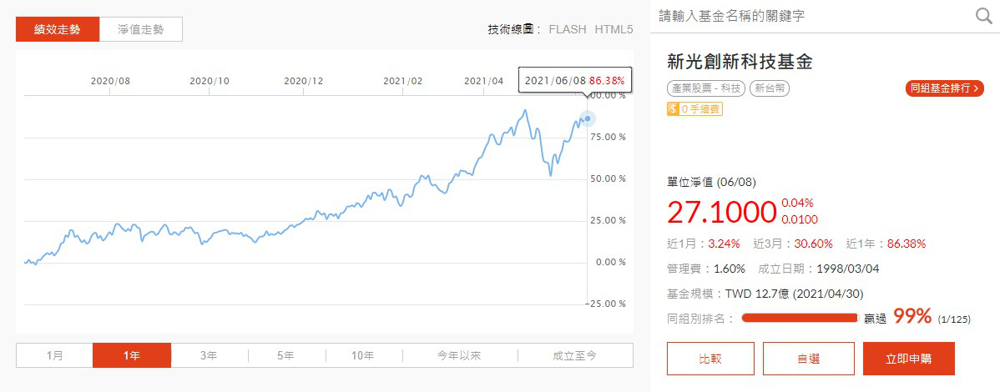 績效走勢 淨值走勢
技術線圖： FLASH HTML5
2020/08 2020/10 2020/12 2021/02 2021/04
2021/06/08 86.38%
00.00 %
75.00 %
50.00 %
25.00 %
0.00 %
-25.00 %
1月 1年 3年 5年 10年 今年以來 成立至今
請輸入基金名稱的關鍵字
新光創新科技基金
產業股票 - 科技 新台幣
同組基金排行 >
$ 0 手續費
單位淨值 (06/08)
27.1000 0.04%
0.0100
近1月：3.24% 近3月：30.60% 近1年：86.38%
管理費：1.60% 成立日期：1998/03/04
基金規模：TWD 12.7億 (2021/04/30)
同組別排名： 贏過 99% (1/125)
比較 自選 立即申購